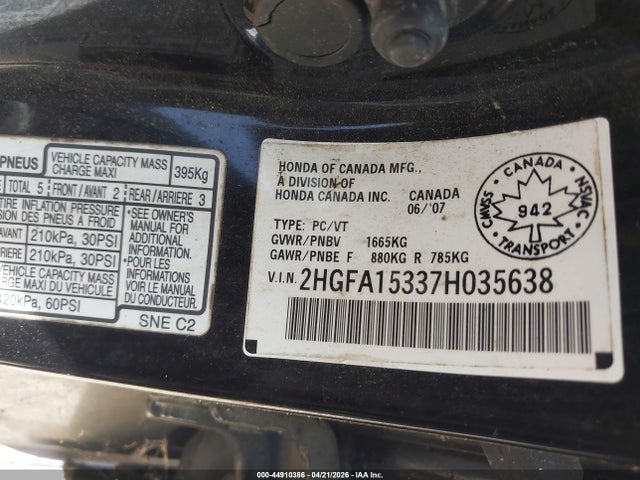 PNEUS
VEHICLE CAPACITY MASS
CHARGE MAXI
395Kg
TOTAL 5
FRONT/AVANT 2
REAR/ARRIERE 3
TIRE INFLATION PRESSURE
DES PNEUS A FROID
210kPa, 30PSI
210kPa, 30PSI
MAXI
DU VEHICULE
420kPa, 60PSI
•SEE OWNER'S
MANUAL FOR
ADDITIONAL
INFORMATION.
•POUR LES
INFORMATIONS
VOIR LE MANUEL
DU
CONDUCTEUR.
SNE C2
HONDA OF CANADA MFG.,
A DIVISION OF
HONDA CANADA INC. CANADA
06/'07
TYPE: PC/VT
GVWR/PNBV 1665KG
GAWR/PNBE F 880KG R 785KG
V.I.N. 2HGFA15337H035638
CANADA
CMVSS
NSVAC
942
TRANSPORT
000-44910386 - 04/21/2026 - IAA Inc.